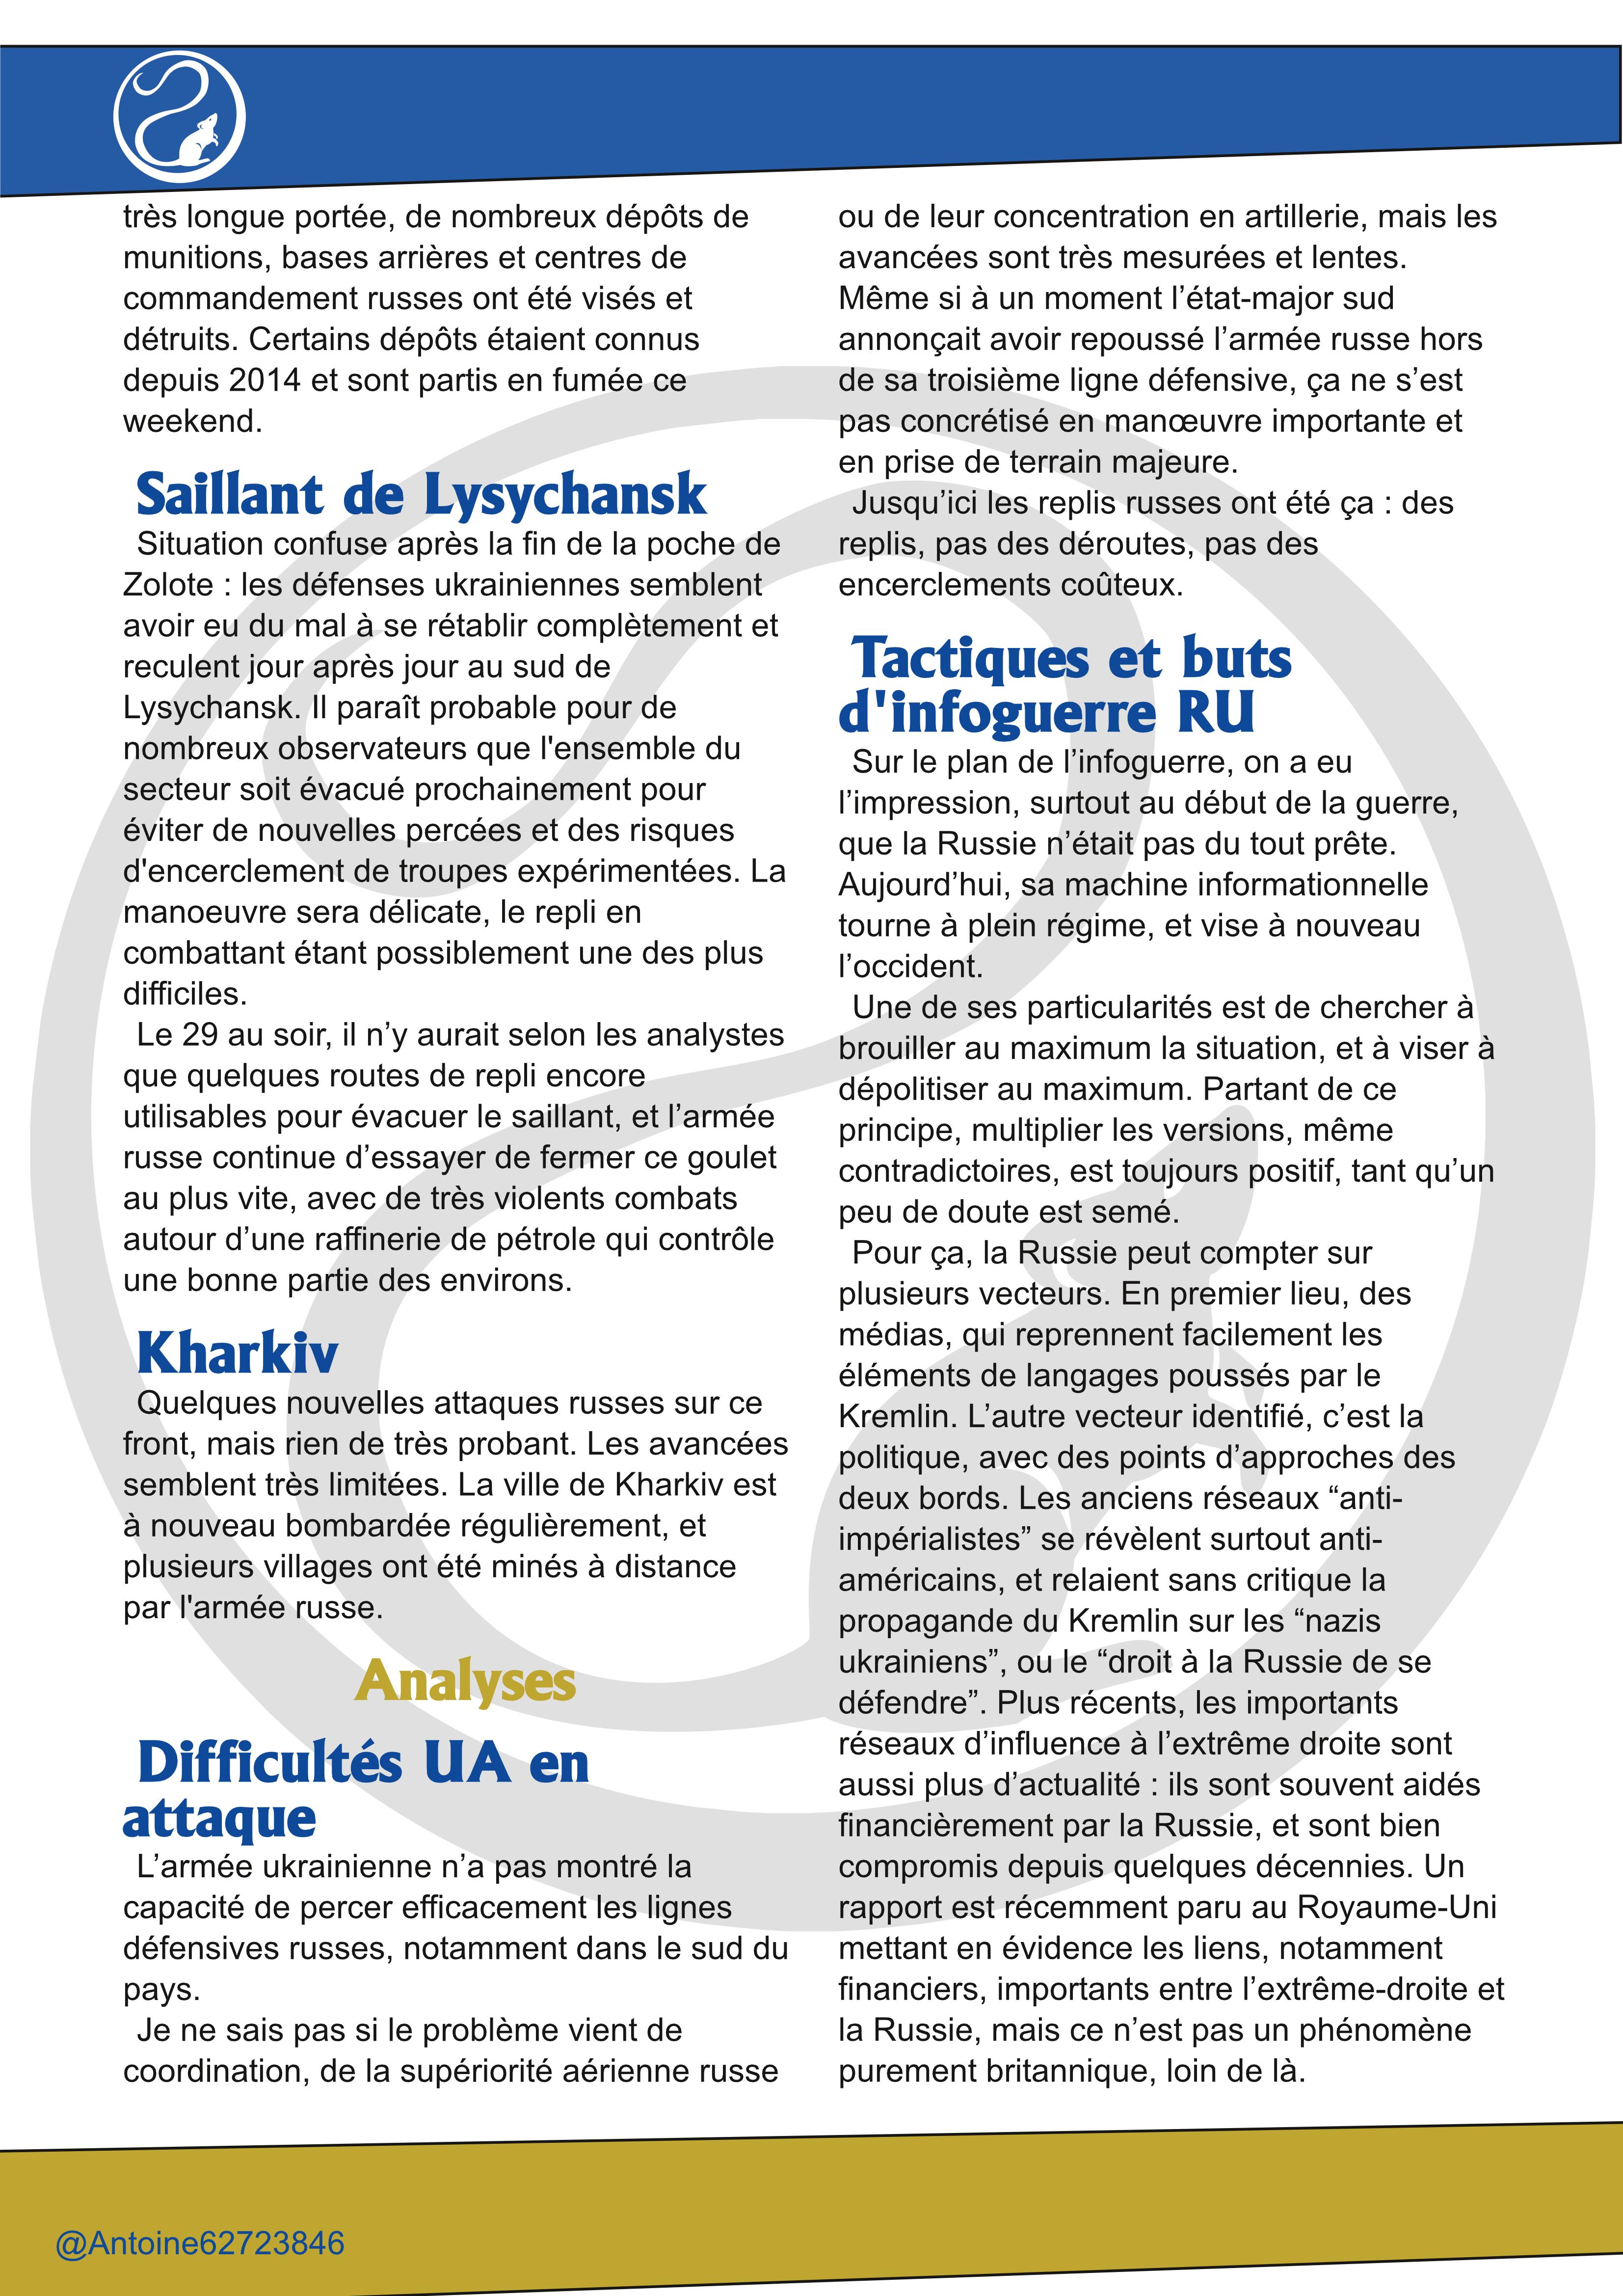 très longue portée, de nombreux dépôts de
munitions, bases arrières et centres de
commandement russes ont été visés et
détruits. Certains dépôts étaient connus
depuis 2014 et sont partis en fumée ce
weekend.
Saillant de Lysychansk
Situation confuse après la fin de la poche de
Zolote : les défenses ukrainiennes semblent
avoir eu du mal à se rétablir complètement et
reculent jour après jour au sud de
Lysychansk. Il paraît probable pour de
nombreux observateurs que l'ensemble du
secteur soit évacué prochainement pour
éviter de nouvelles percées et des risques
d'encerclement de troupes expérimentées. La
manoeuvre sera délicate, le repli en
combattant étant possiblement une des plus
difficiles.
Le 29 au soir, il n’y aurait selon les analystes
que quelques routes de repli encore
utilisables pour évacuer le saillant, et l’armée
russe continue d’essayer de fermer ce goulet
au plus vite, avec de très violents combats
autour d’une raffinerie de pétrole qui contrôle
une bonne partie des environs.
Kharkiv
Quelques nouvelles attaques russes sur ce
front, mais rien de très probant. Les avancées
semblent très limitées. La ville de Kharkiv est
à nouveau bombardée régulièrement, et
plusieurs villages ont été minés à distance
par l'armée russe.
Analyses
Difficultés UA en
attaque
L’armée ukrainienne n’a pas montré la
capacité de percer efficacement les lignes
défensives russes, notamment dans le sud du
pays.
Je ne sais pas si le problème vient de
coordination, de la supériorité aérienne russe
ou de leur concentration en artillerie, mais les
avancées sont très mesurées et lentes.
Même si à un moment l’état-major sud
annonçait avoir repoussé l’armée russe hors
de sa troisième ligne défensive, ça ne s’est
pas concrétisé en manœuvre importante et
en prise de terrain majeure.
Jusqu’ici les replis russes ont été ça : des
replis, pas des déroutes, pas des
encerclements coûteux.
Tactiques et buts
d'infoguerre RU
Sur le plan de l’infoguerre, on a eu
l’impression, surtout au début de la guerre,
que la Russie n’était pas du tout prête.
Aujourd’hui, sa machine informationnelle
tourne à plein régime, et vise à nouveau
l’occident.
Une de ses particularités est de chercher à
brouiller au maximum la situation, et à viser à
dépolitiser au maximum. Partant de ce
principe, multiplier les versions, même
contradictoires, est toujours positif, tant qu’un
peu de doute est semé.
Pour ça, la Russie peut compter sur
plusieurs vecteurs. En premier lieu, des
médias, qui reprennent facilement les
éléments de langages poussés par le
Kremlin. L’autre vecteur identifié, c’est la
politique, avec des points d’approches des
deux bords. Les anciens réseaux “anti-
impérialistes” se révèlent surtout anti-
américains, et relaient sans critique la
propagande du Kremlin sur les “nazis
ukrainiens”, ou le “droit à la Russie de se
défendre”. Plus récents, les importants
réseaux d’influence à l’extrême droite sont
aussi plus d’actualité : ils sont souvent aidés
financièrement par la Russie, et sont bien
compromis depuis quelques décennies. Un
rapport est récemment paru au Royaume-Uni
mettant en évidence les liens, notamment
financiers, importants entre l’extrême-droite et
la Russie, mais ce n’est pas un phénomène
purement britannique, loin de là.
@Antoine62723846